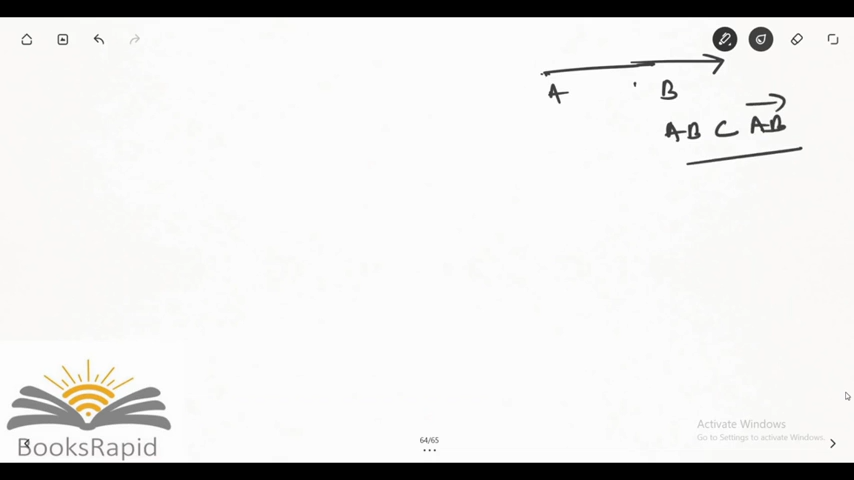 A B
AB ⊂ AB
BooksRapid
64/65
Activate Windows
Go to Settings to activate Windows.